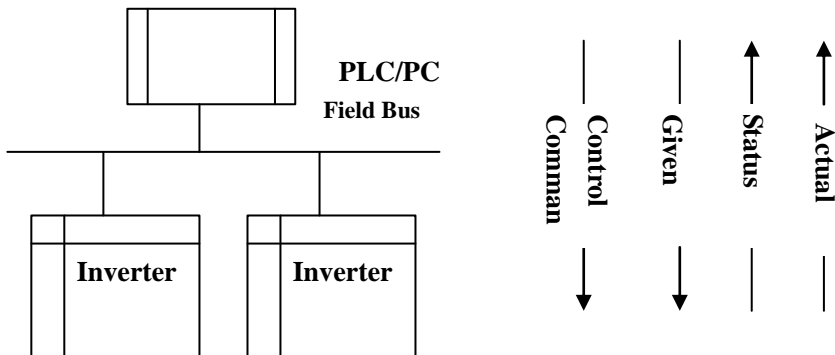 PLC/PC
Field Bus
Inverter
Inverter
Control
Comman
Given
Status
Actual